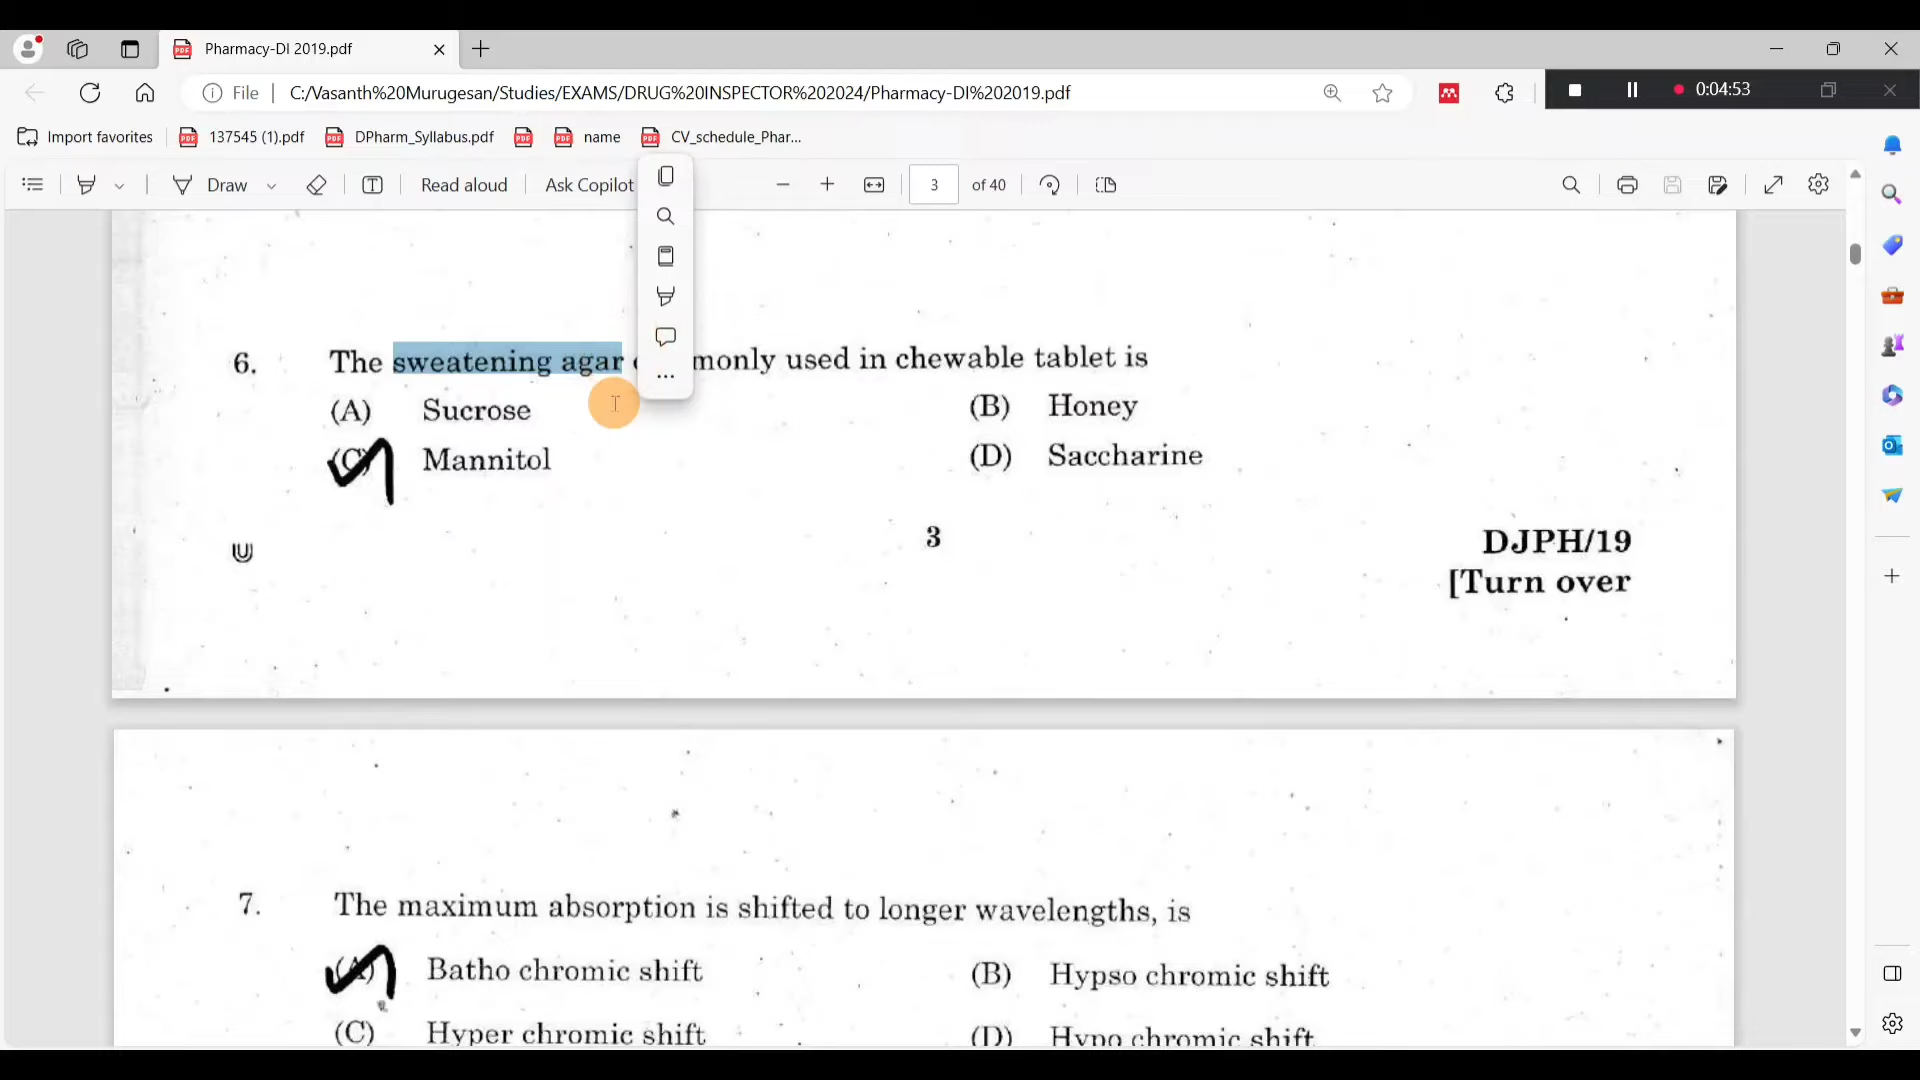 Pharmacy-DI 2019.pdf
File
C:/Vasanth%20Murugesan/Studies/EXAMS/DRUG%20INSPECTOR%202024/Pharmacy-DI%202019.pdf
0:04:53
Import favorites
137545 (1).pdf
DPharm_Syllabus.pdf
name
CV_schedule_Phar...
Draw
Read aloud
Ask Copilot
3 of 40
6. The sweatening agar monly used in chewable tablet is
(A) Sucrose (B) Honey
(C) Mannitol (D) Saccharine
3
DJPH/19
[Turn over
7. The maximum absorption is shifted to longer wavelengths, is
(A) Batho chromic shift (B) Hypso chromic shift
(C) Hyper chromic shift (D) Hypo chromic shift